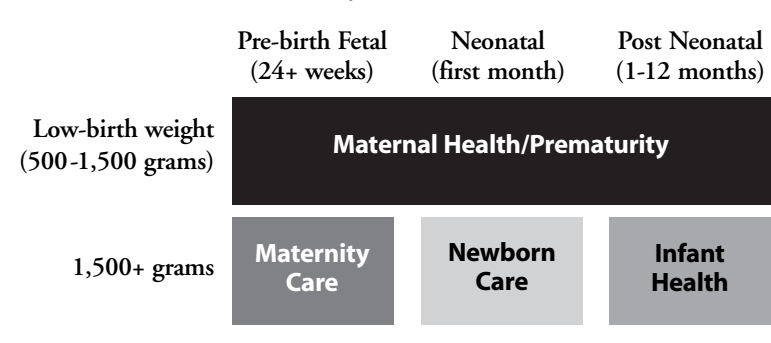 Pre-birth Fetal
(24+ weeks)
Neonatal
(first month)
Post Neonatal
(1-12 months)
Low-birth weight
(500-1,500 grams)
Maternal Health/Prematurity
1,500+ grams
Maternity
Care
Newborn
Care
Infant
Health